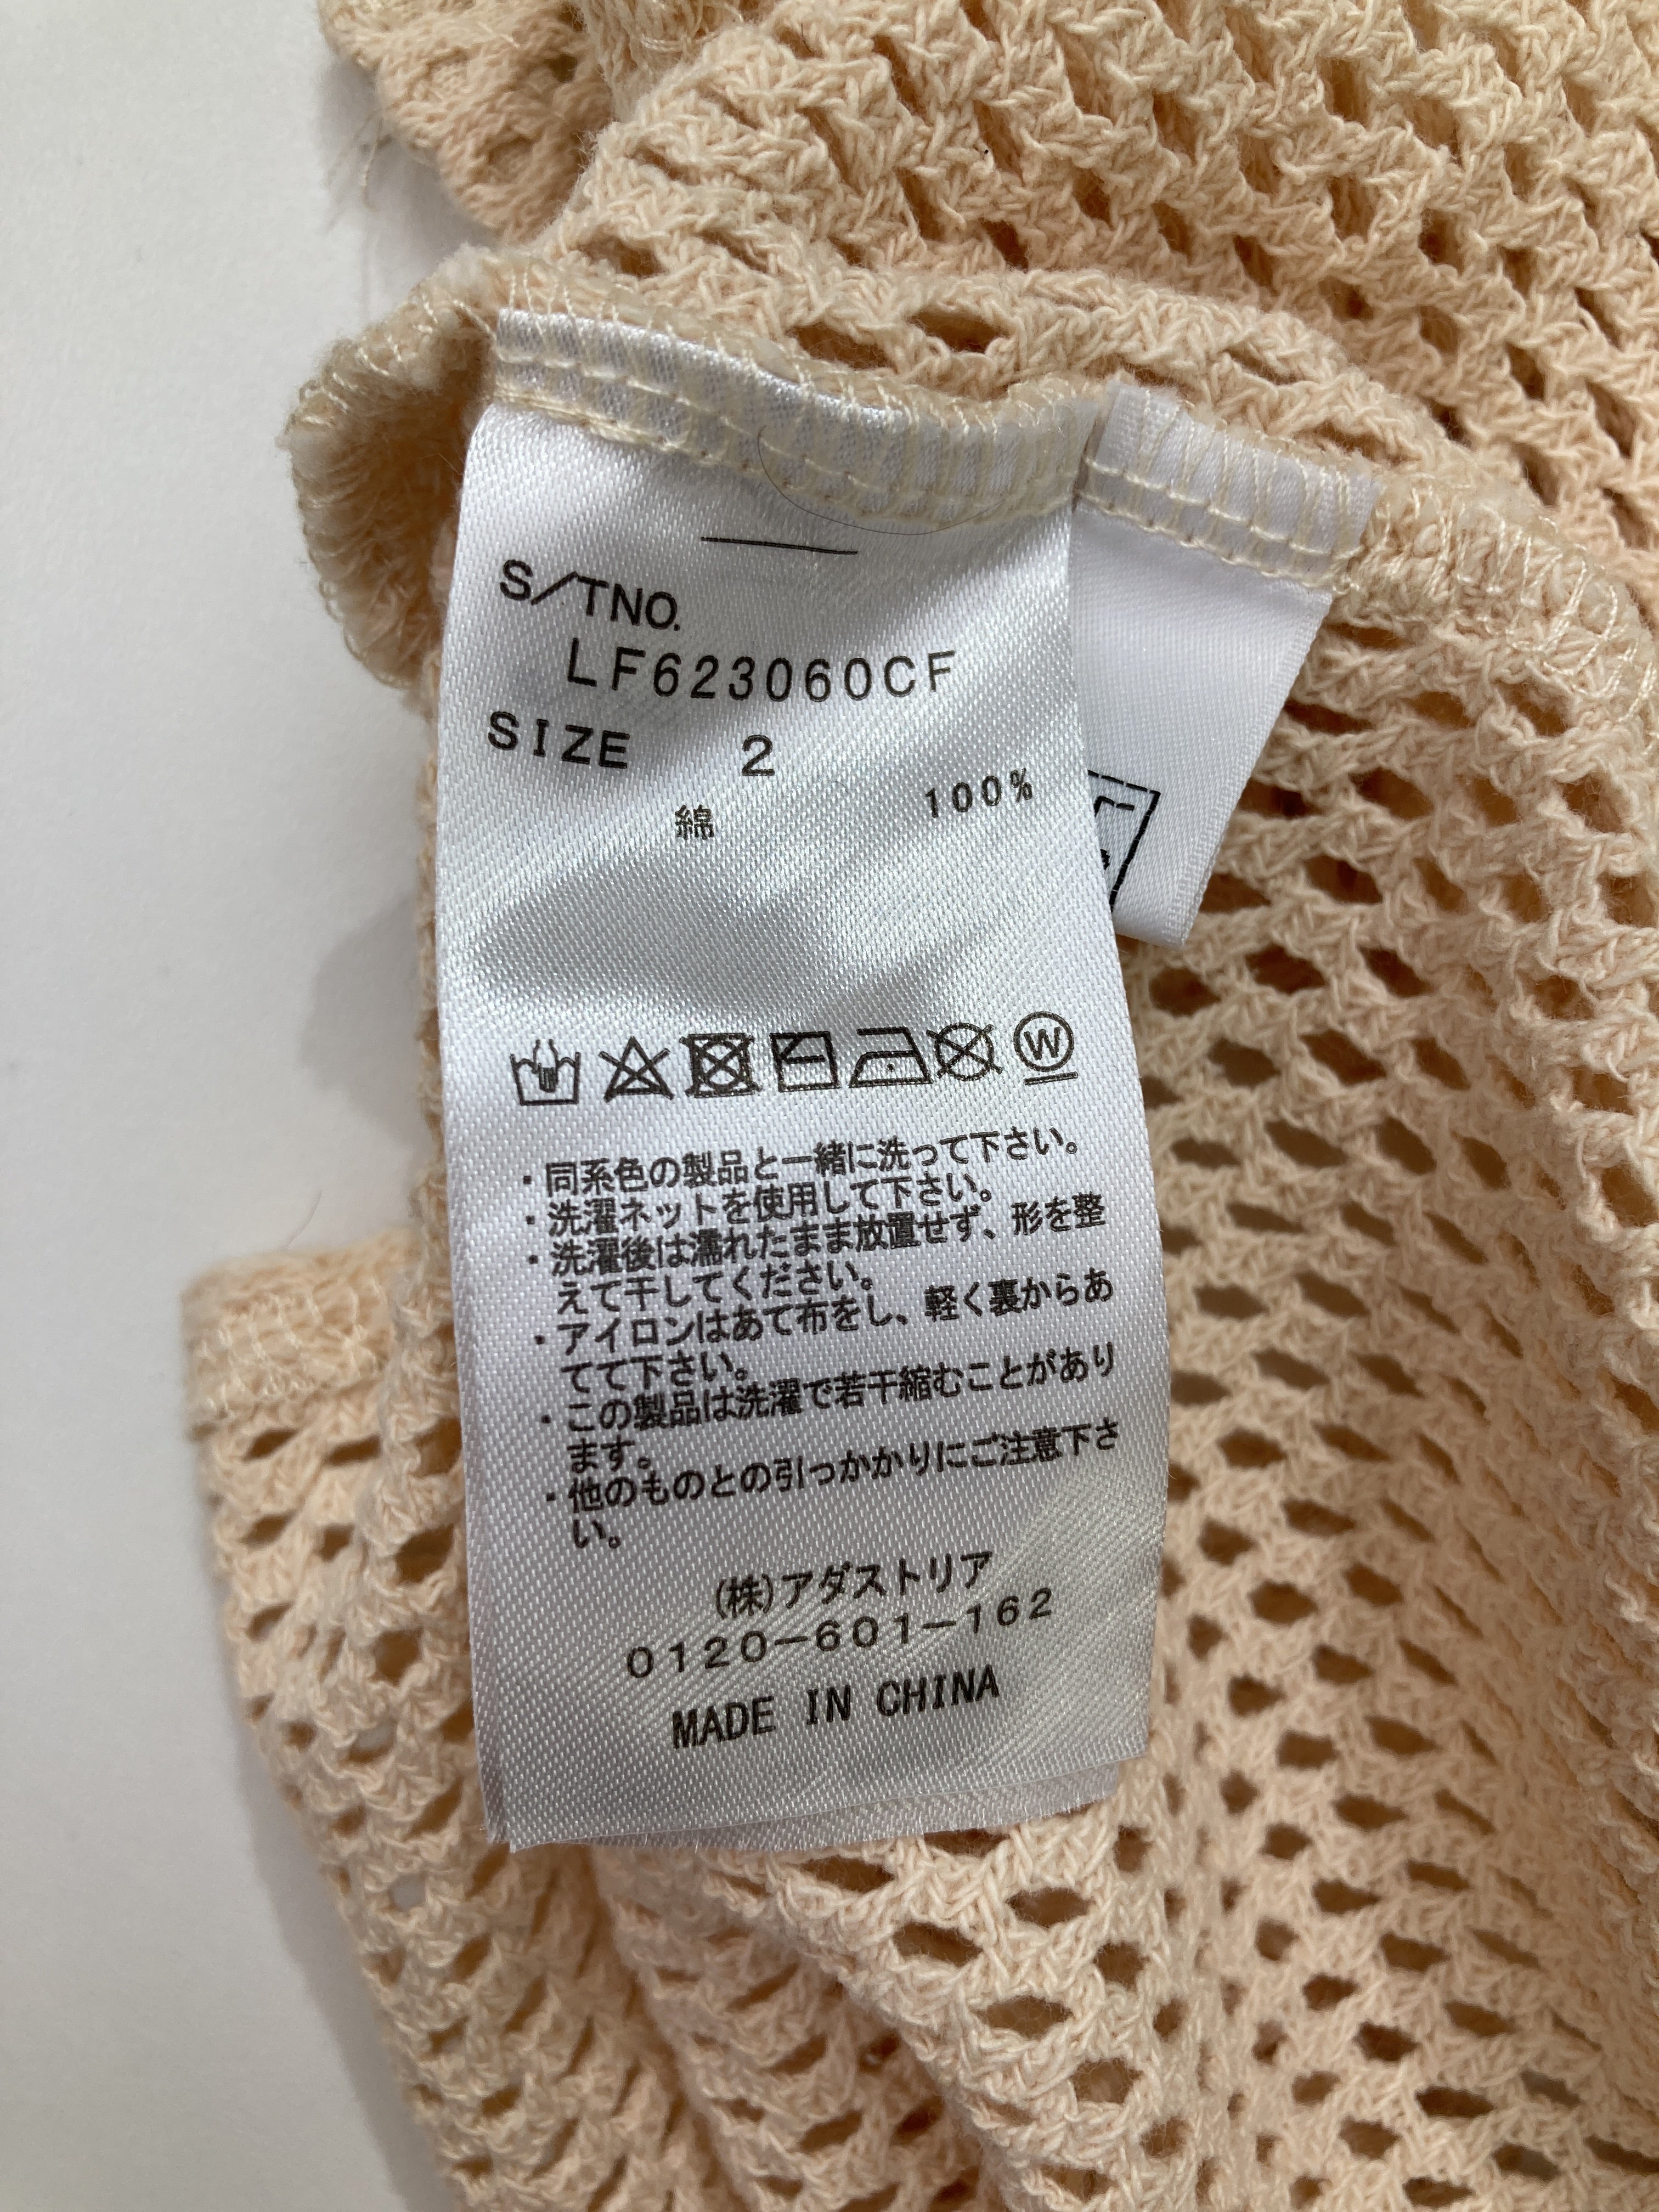 S/TNO.
LF623060CF
SIZE 2
綿 100%
W
・同系色の製品と一緒に洗って下さい。
・洗濯ネットを使用して下さい。
・洗濯後は濡れたまま放置せず、形を整
えて干してください。
・アイロンはあて布をし、軽く裏からあ
てて下さい。
・この製品は洗濯で若干縮むことがあり
ます。
・他のものとの引っかかりにご注意下さ
い。
(株)アダストリア
0120-601-162
MADE IN CHINA